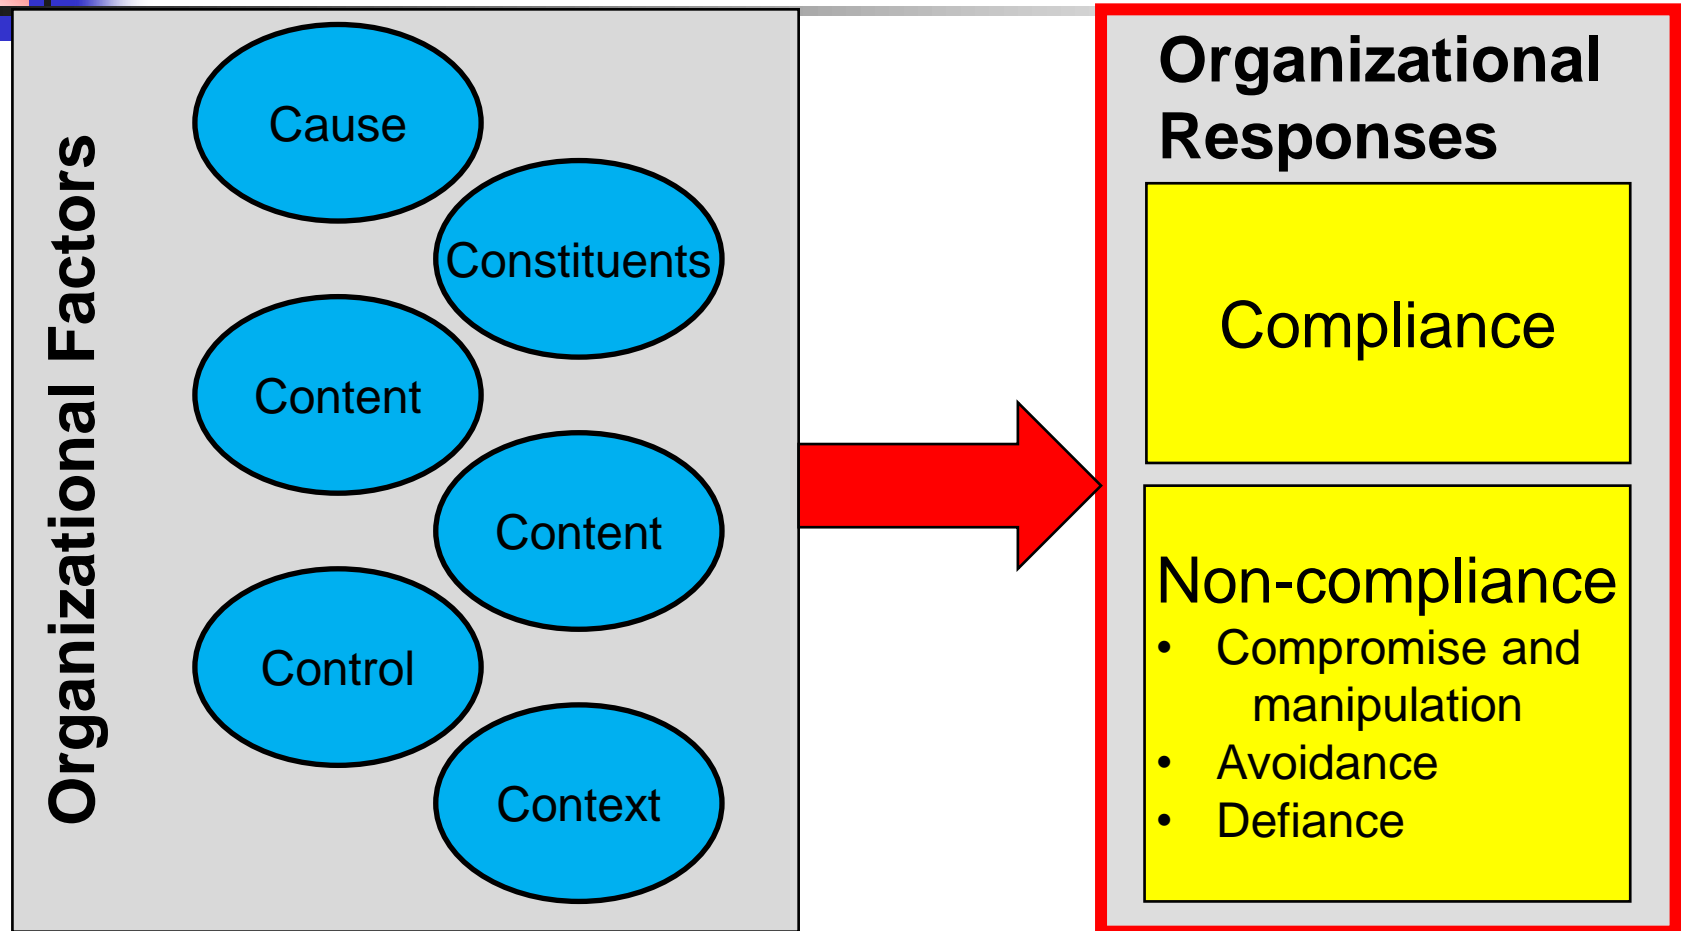 Organizational Factors
Cause
Constituents
Content
Content
Control
Context
Organizational
Responses
Compliance
Non-compliance
• Compromise and
manipulation
• Avoidance
• Defiance